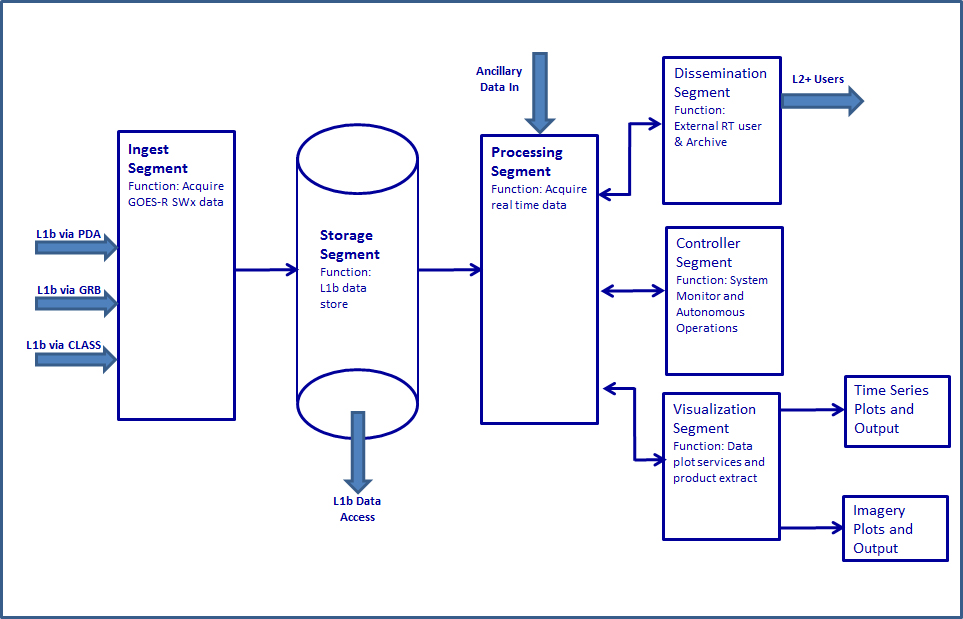 L1b via PDA
L1b via GRB
L1b via CLASS
Ingest
Segment
Function: Acquire
GOES-R SWx data
Storage
Segment
Function:
L1b data
store
L1b Data
Access
Ancillary
Data In
Processing
Segment
Function: Acquire
real time data
Dissemination
Segment
Function:
External RT user
& Archive
L2+ Users
Controller
Segment
Function: System
Monitor and
Autonomous
Operations
Visualization
Segment
Function: Data
plot services and
product extract
Time Series
Plots and
Output
Imagery
Plots and
Output